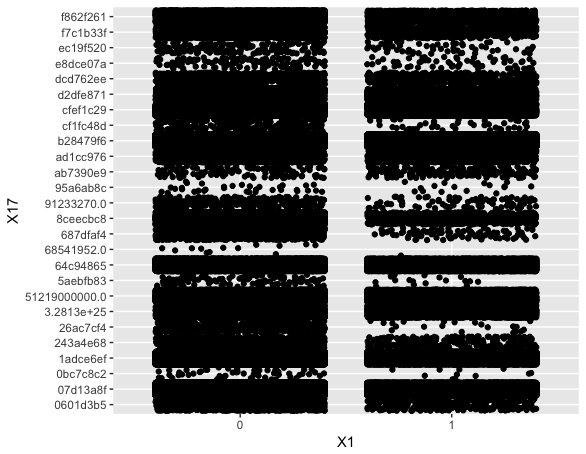 f862f261
f7c1b33f
ec19f520
e8dce07a
dcd762ee
d2dfe871
cfef1c29
cf1fc48d
b28479f6
ad1cc976
ab7390e9
95a6ab8c
91233270.0
8ceecbc8
687dfaf4
68541952.0
64c94865
5aebfb83
51219000000.0
3.2813e+25
26ac7cf4
243a4e68
1adce6ef
0bc7c8c2
07d13a8f
0601d3b5
X17
0 1
X1